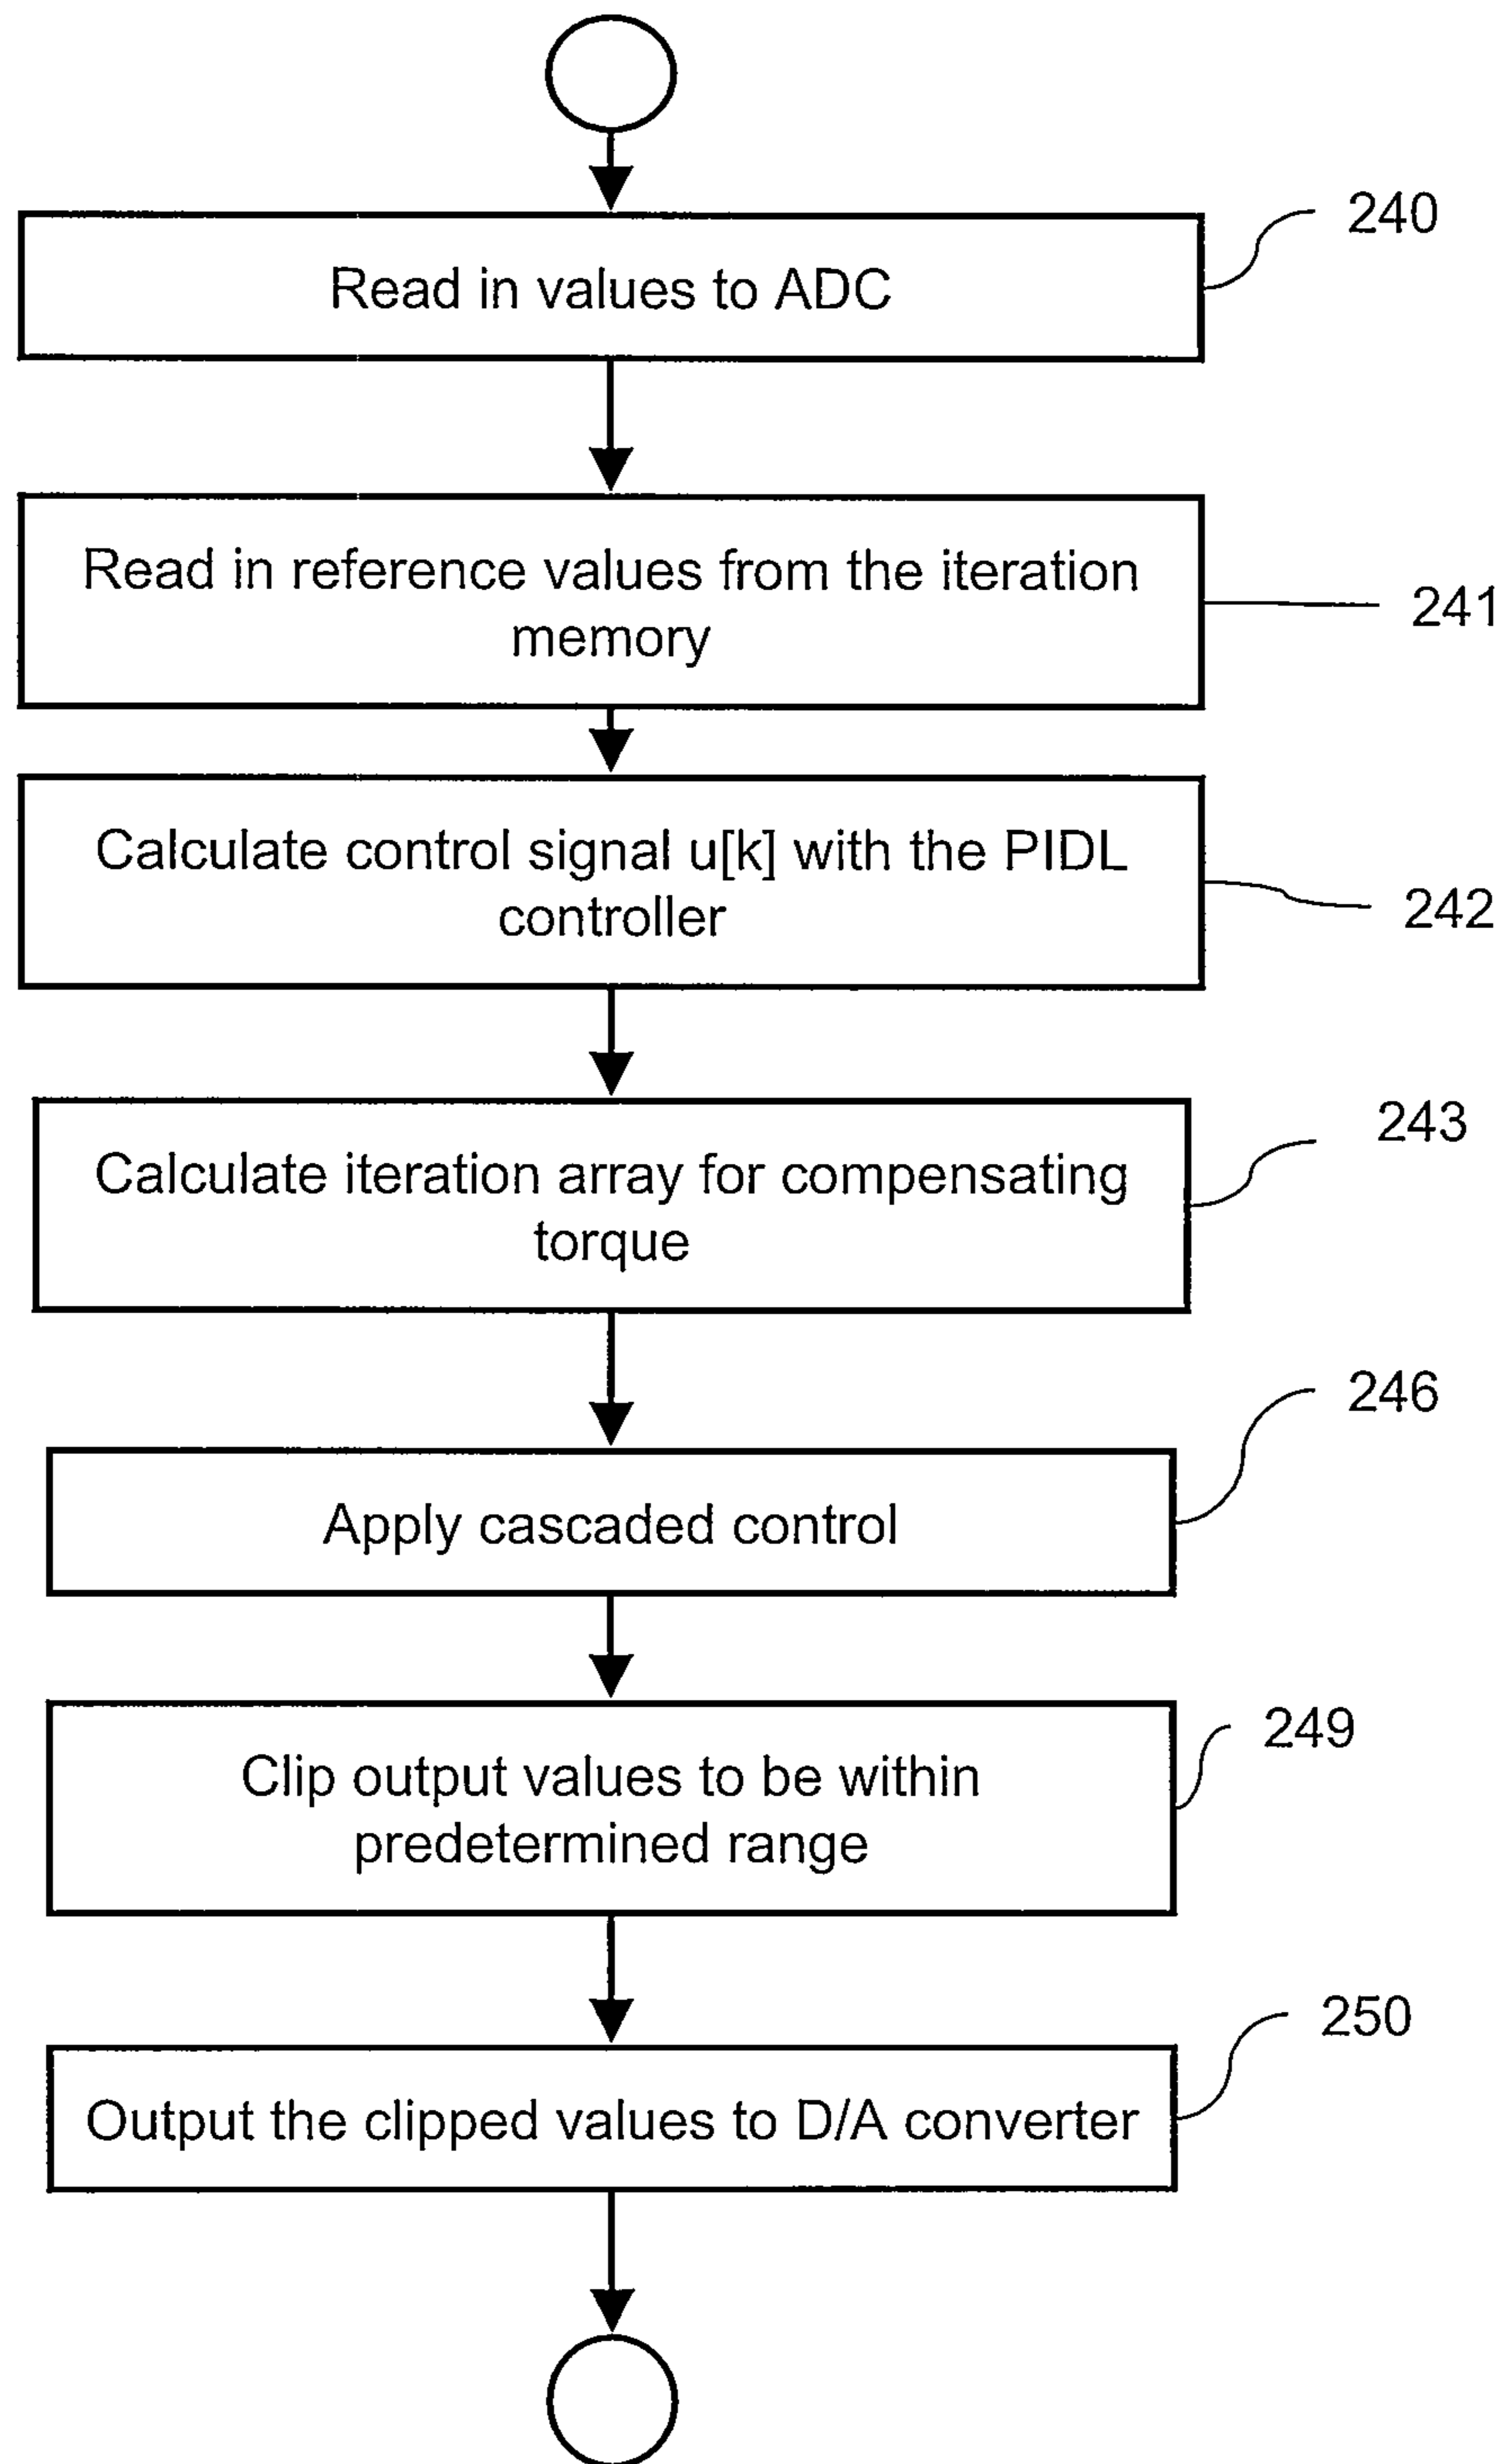 240
Read in values to ADC
Read in reference values from the iteration
memory
241
Calculate control signal u[k] with the PIDL
controller
242
243
Calculate iteration array for compensating
torque
246
Apply cascaded control
249
Clip output values to be within
predetermined range
250
Output the clipped values to D/A converter